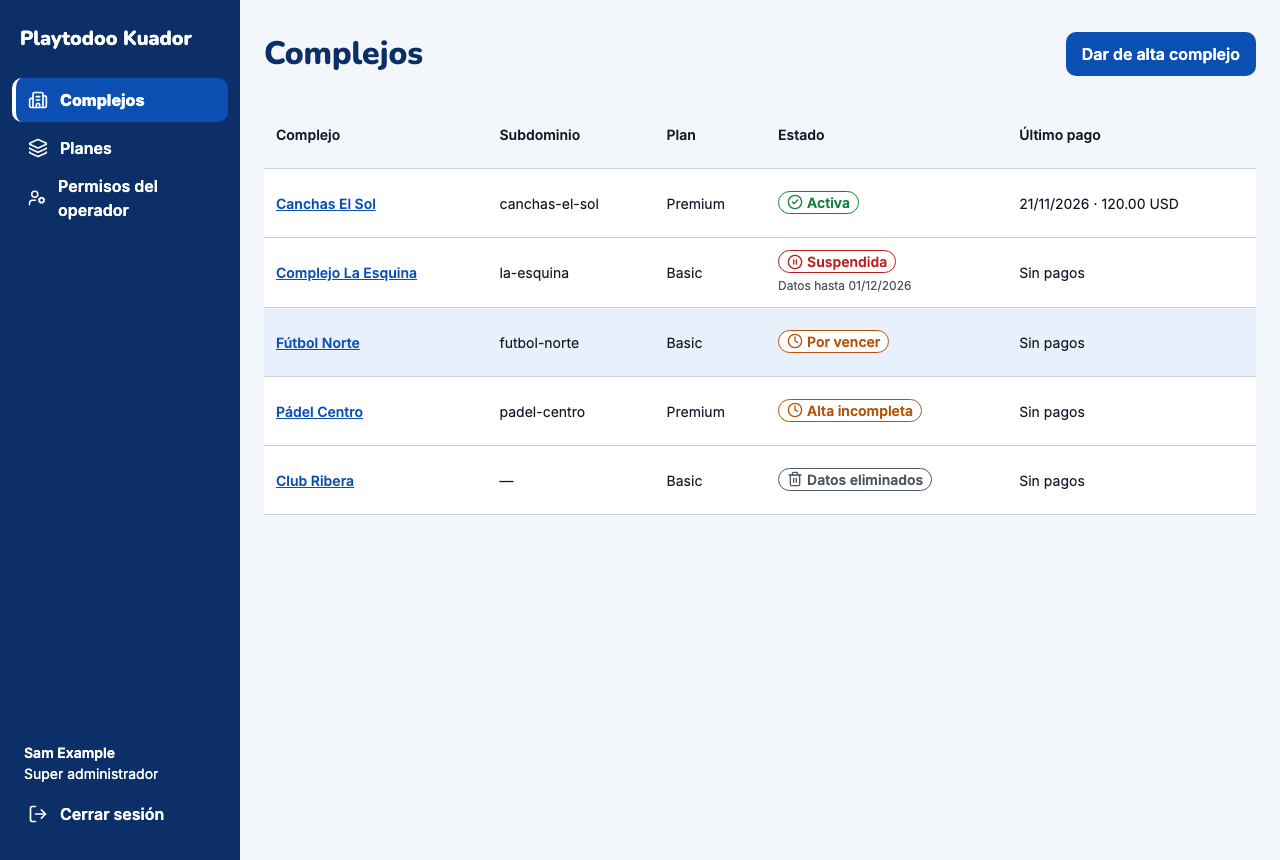 Playtodoo Kuador
Complejos
Planes
Permisos del
operador
Sam Example
Super administrador
Cerrar sesión
Complejos
Dar de alta complejo
Complejo Subdominio Plan Estado Último pago
Canchas El Sol canchas-el-sol Premium Activa 21/11/2026 · 120.00 USD
Complejo La Esquina la-esquina Basic Suspendida Sin pagos
Datos hasta 01/12/2026
Fútbol Norte futbol-norte Basic Por vencer Sin pagos
Pádel Centro padel-centro Premium Alta incompleta Sin pagos
Club Ribera — Basic Datos eliminados Sin pagos